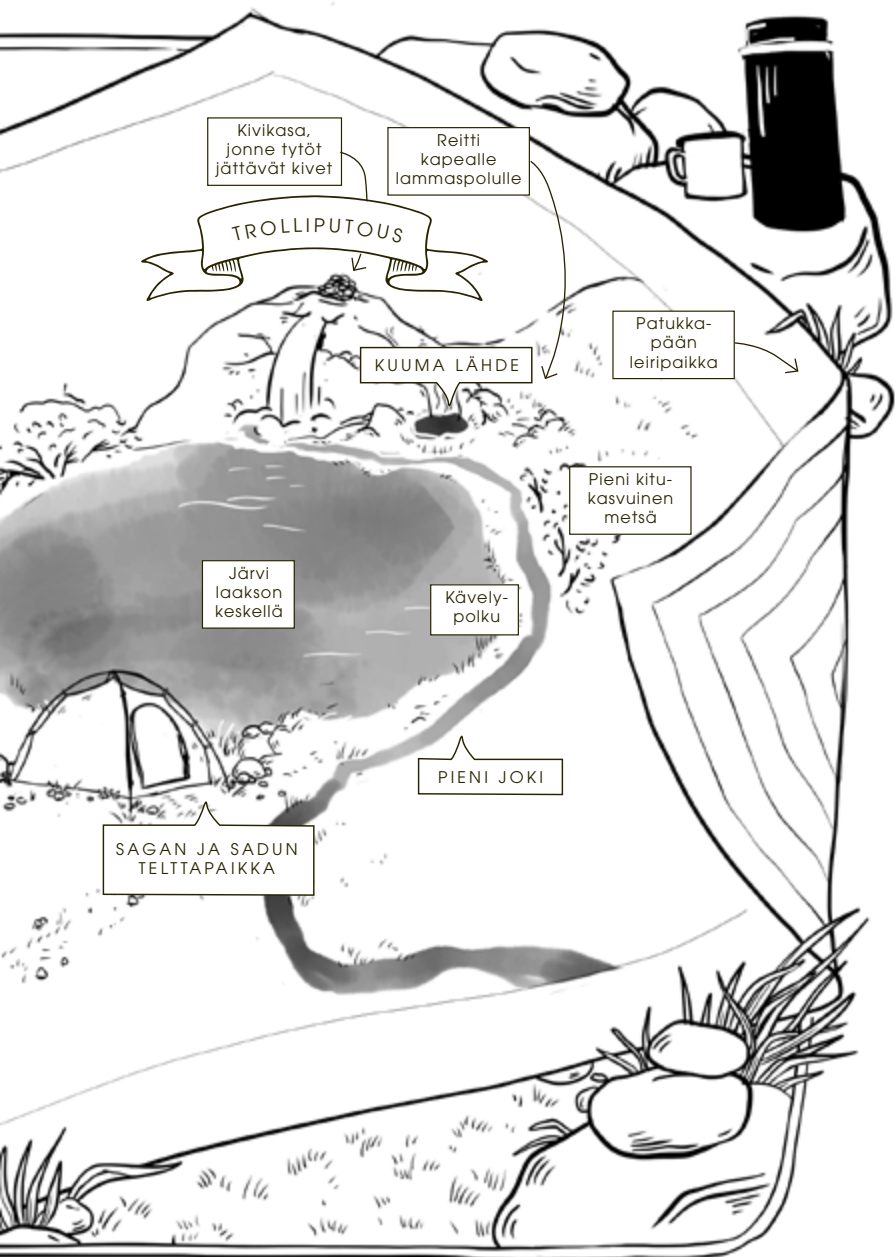 Kivikasa,
jonne tytöt
jättävät kivet
Reitti
kapealle
lammaspolulle
TROLLIPUTOUS
Patukka-
pään
leiripaikka
KUUMA LÄHDE
Pieni kitu-
kasvuinen
metsä
Järvi
laakson
keskellä
Kävely-
polku
PIENI JOKI
SAGAN JA SADUN
TELTTAPAIKKA